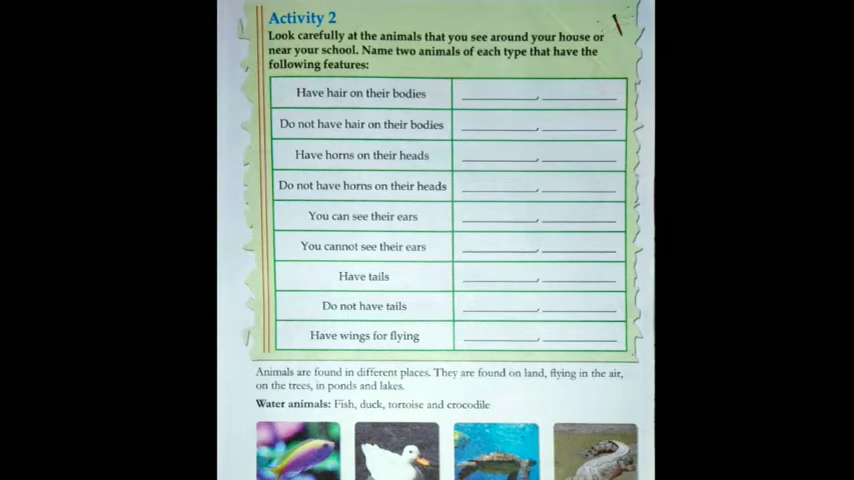 Activity 2
Look carefully at the animals that you see around your house or
near your school. Name two animals of each type that have the
following features:
Have hair on their bodies
Do not have hair on their bodies
Have horns on their heads
Do not have horns on their heads
You can see their ears
You cannot see their ears
Have tails
Do not have tails
Have wings for flying
Animals are found in different places. They are found on land, flying in the air,
on the trees, in ponds and lakes.
Water animals: Fish, duck, tortoise and crocodile